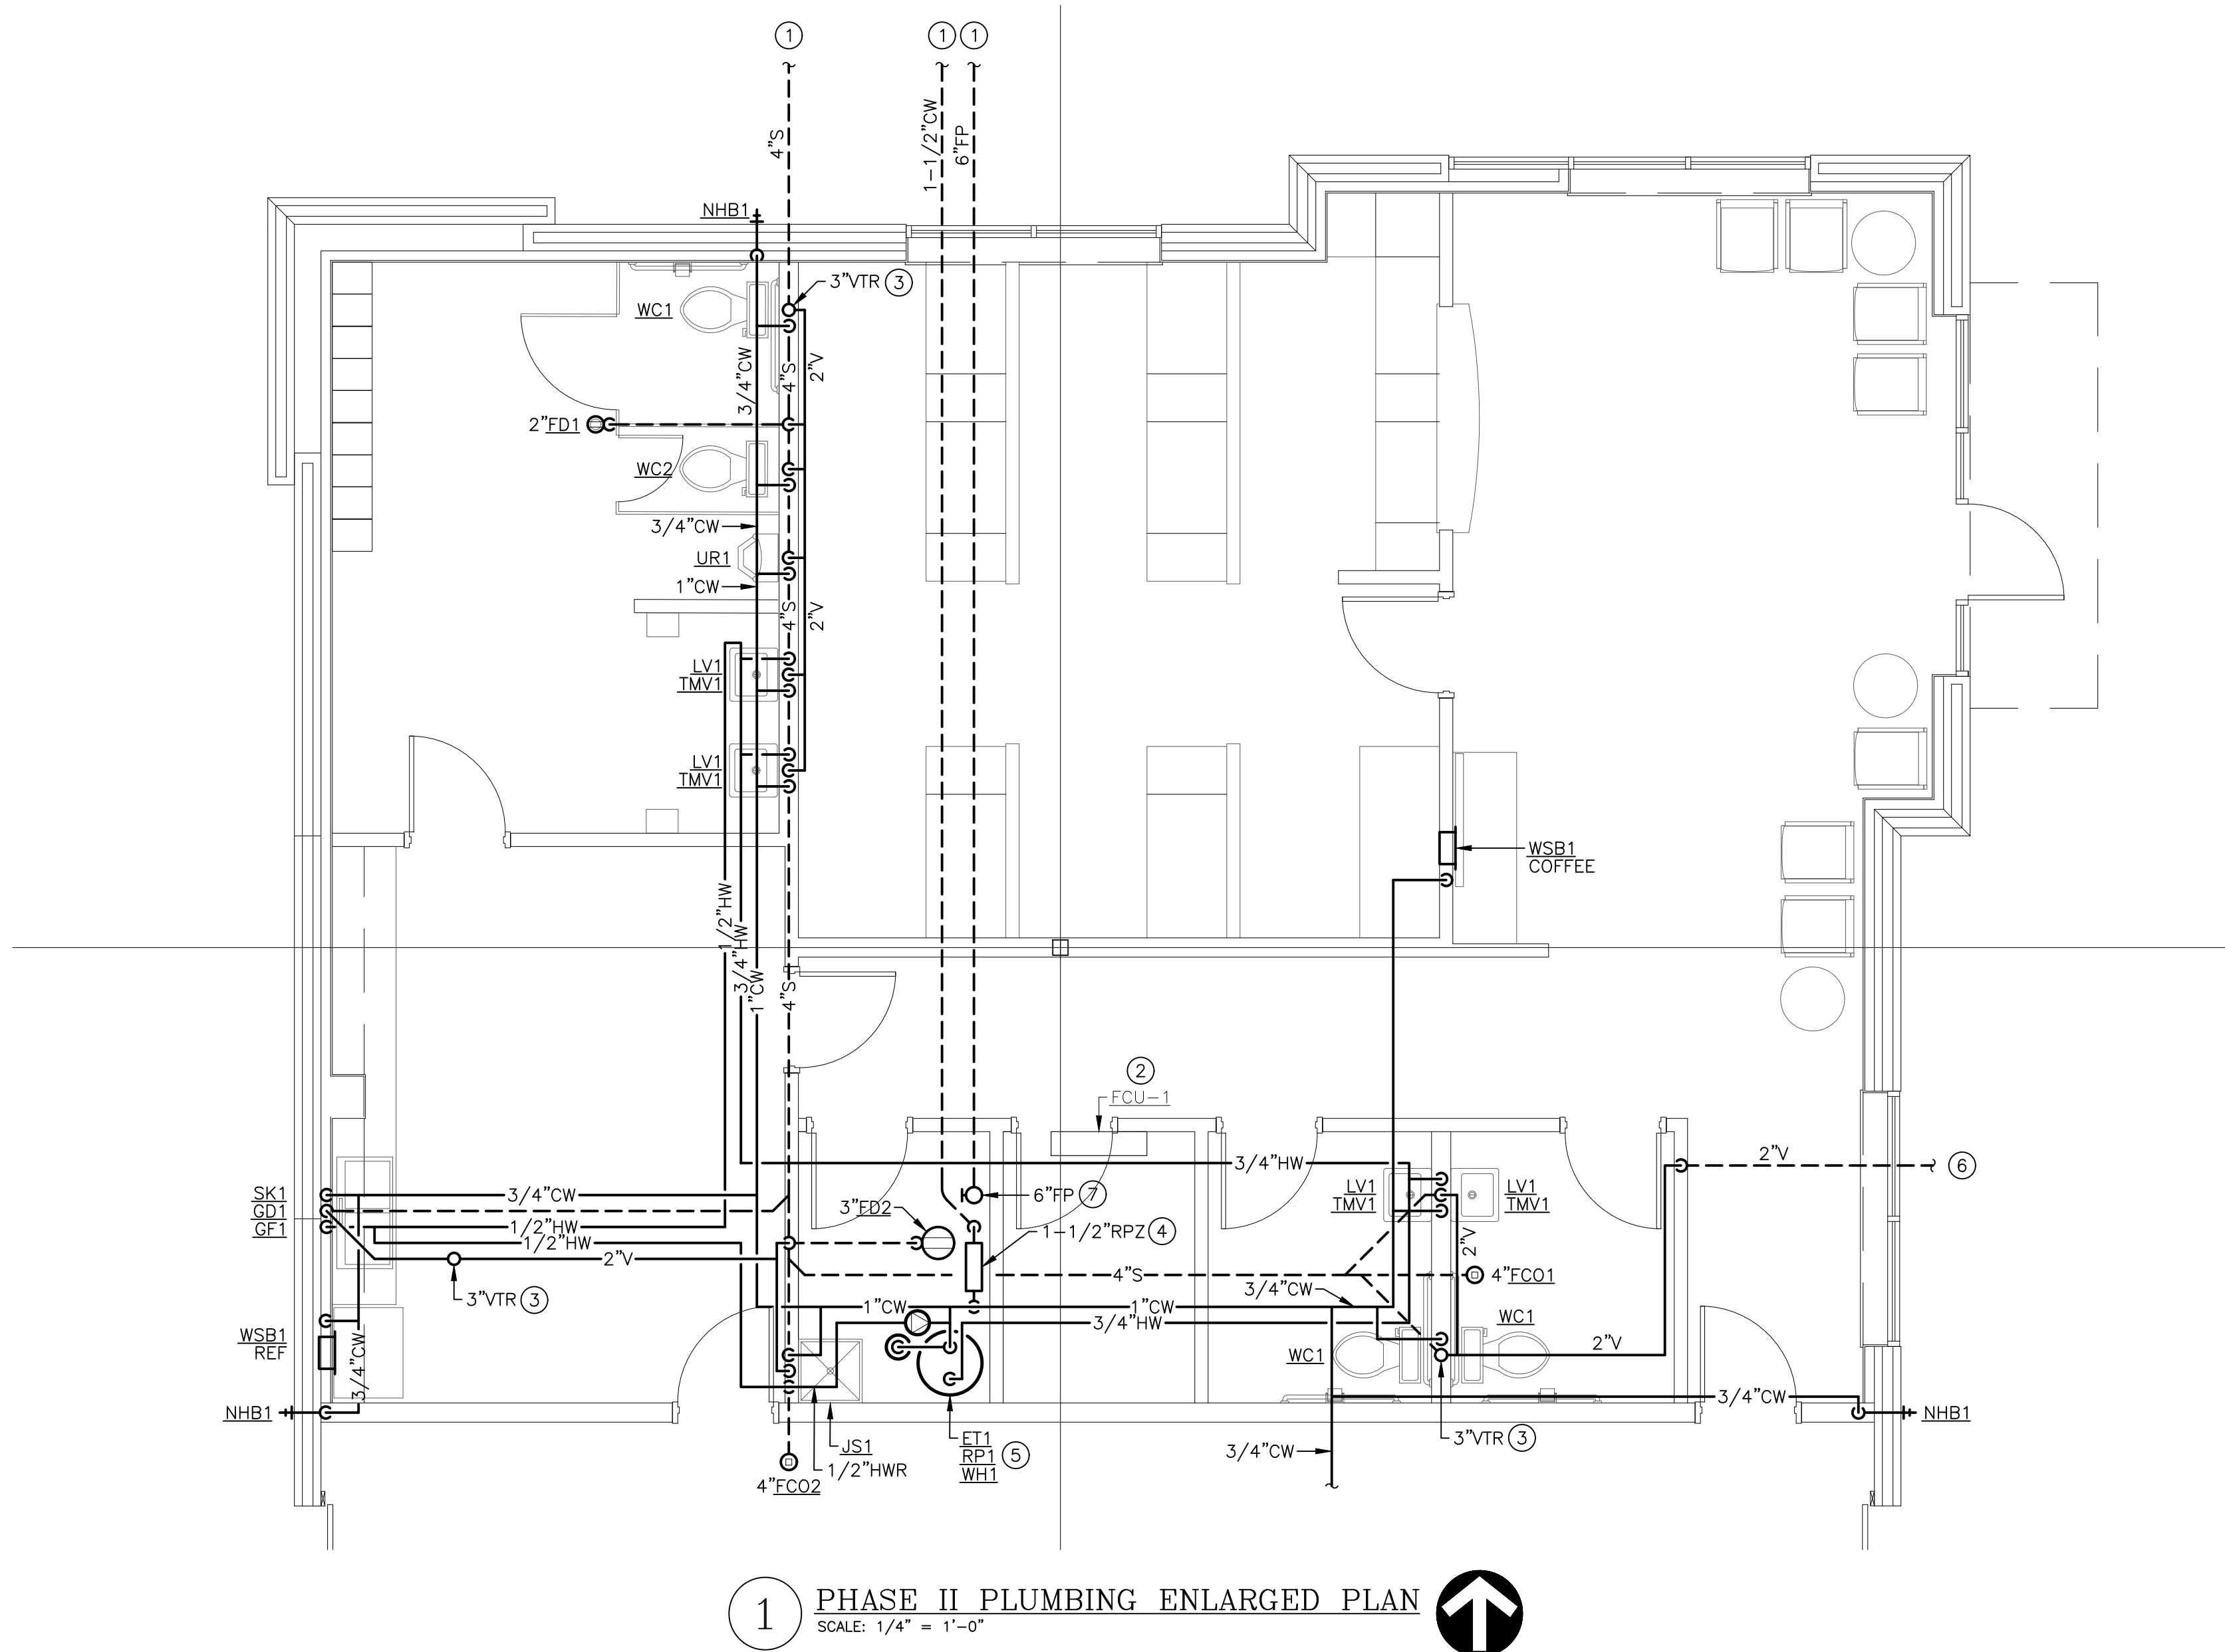 1
1
1
4"S
1-1/2"CW
6"FP
NHB1
3"VTR 3
WC1
3/4"CW
4"S
2"V
2"FD1
WC2
3/4"CW
UR1
1"CW
4"S
2"V
LV1
TMV1
LV1
TMV1
WSB1
COFFEE
1/2"HW
3/4"HW
1"CW
4"S
2
FCU-1
3/4"HW
2"V
6
SK1
GD1
GF1
3/4"CW
1/2"HW
1/2"HW
2"V
3"FD2
6"FP 7
1-1/2"RPZ 4
LV1
TMV1
LV1
TMV1
2"V
4"S
4"FCO1
3"VTR 3
3/4"CW
1"CW
1"CW
3/4"HW
WC1
WC1
2"V
WSB1
REF
3/4"CW
3/4"CW
NHB1
NHB1
JS1
1/2"HWR
4"FCO2
ET1
RP1
WH1
5
3"VTR 3
3/4"CW
1
PHASE II PLUMBING ENLARGED PLAN
SCALE: 1/4" = 1'-0"